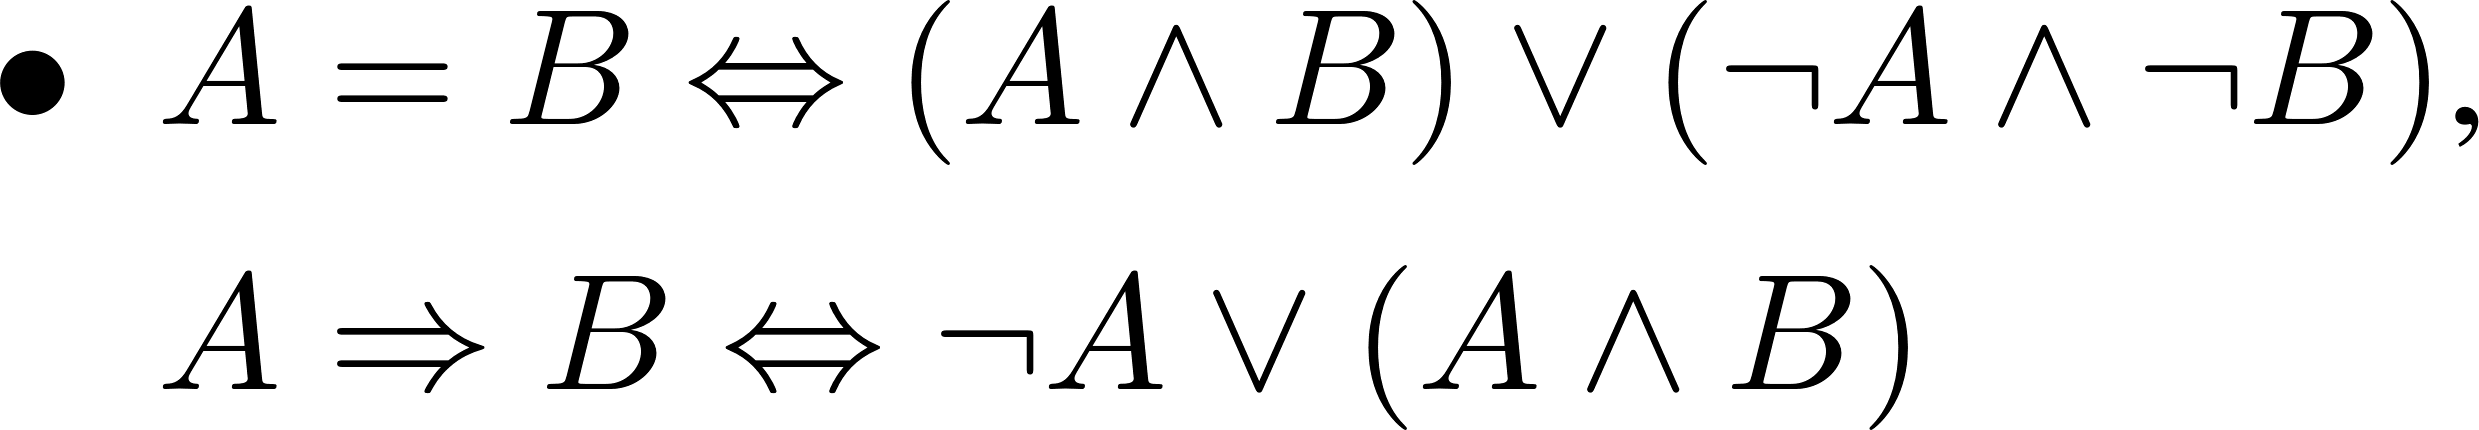 • A = B ⇔ (A ∧ B) ∨ (¬A ∧ ¬B),
A ⇒ B ⇔ ¬A ∨ (A ∧ B)